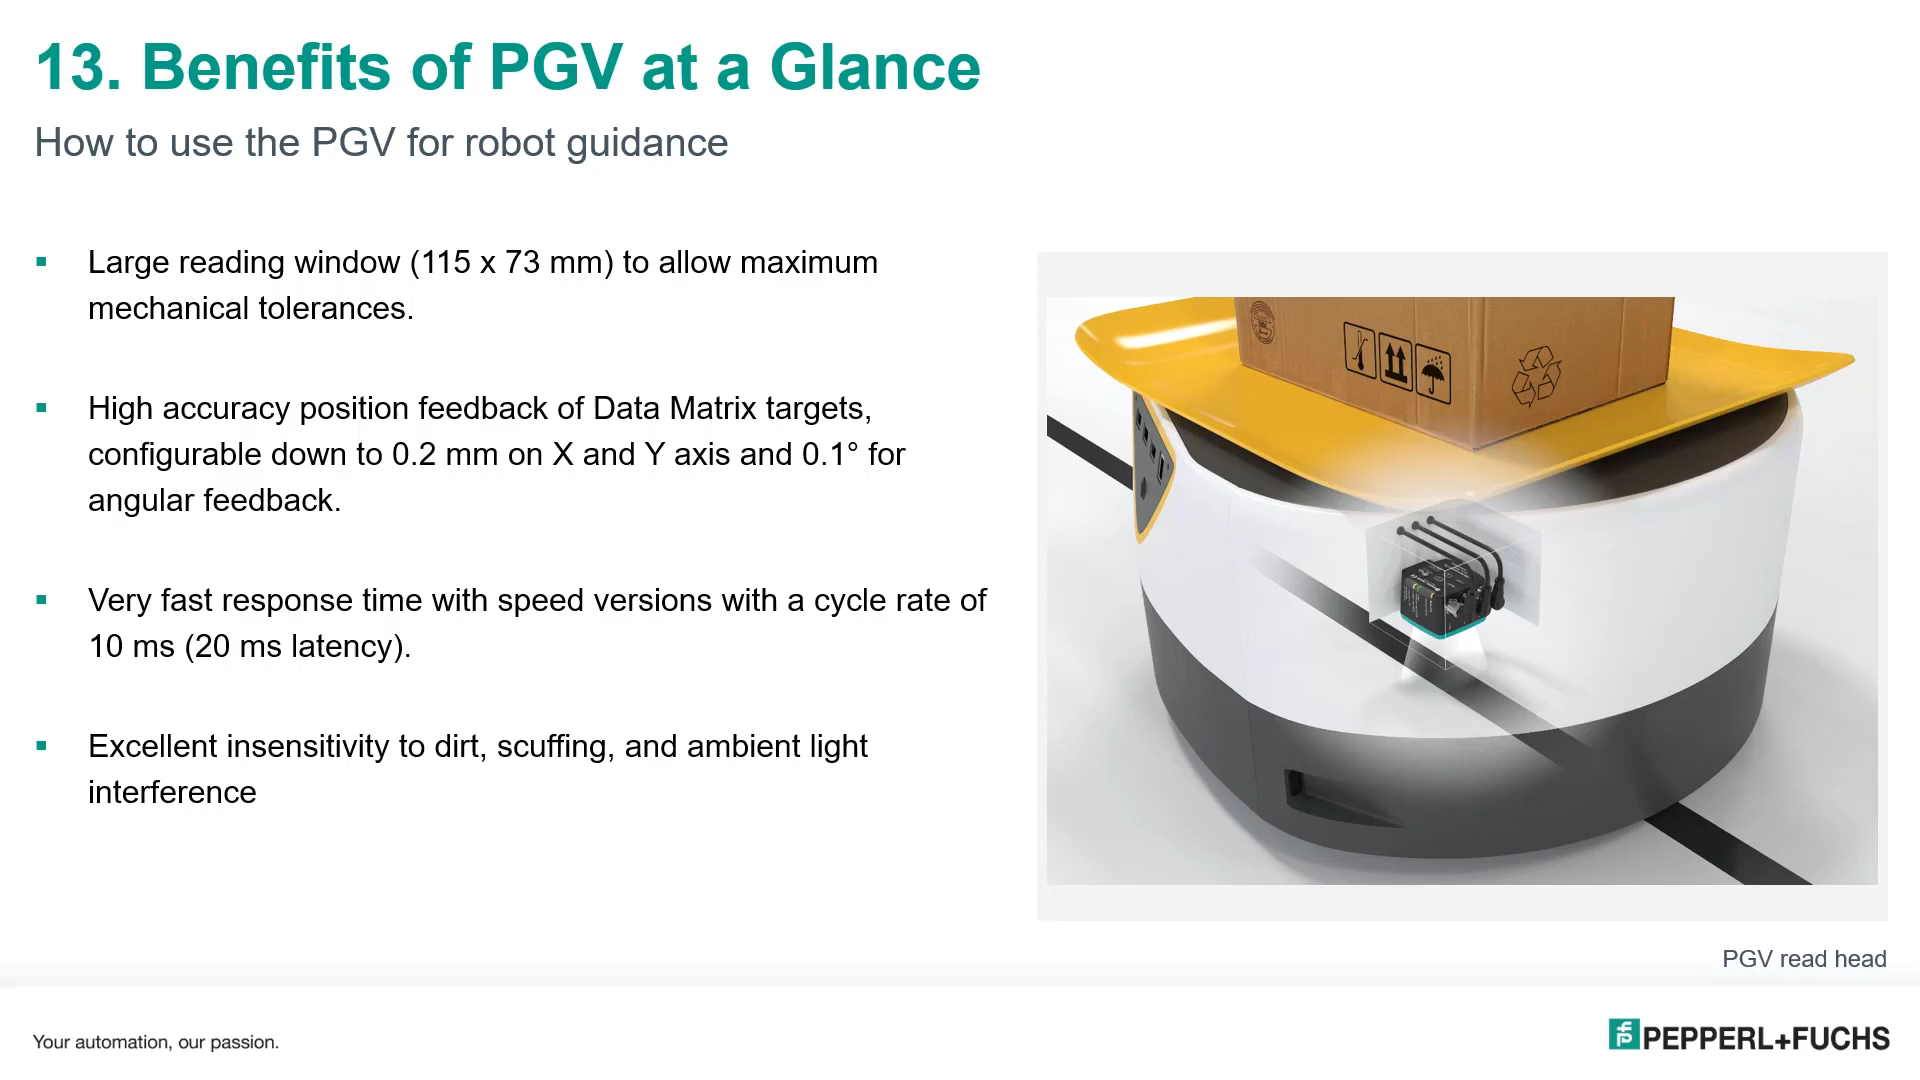 13. Benefits of PGV at a Glance
How to use the PGV for robot guidance
▪ Large reading window (115 x 73 mm) to allow maximum
mechanical tolerances.
▪ High accuracy position feedback of Data Matrix targets,
configurable down to 0.2 mm on X and Y axis and 0.1° for
angular feedback.
▪ Very fast response time with speed versions with a cycle rate of
10 ms (20 ms latency).
▪ Excellent insensitivity to dirt, scuffing, and ambient light
interference
PGV read head
Your automation, our passion.
PEPPERL+FUCHS